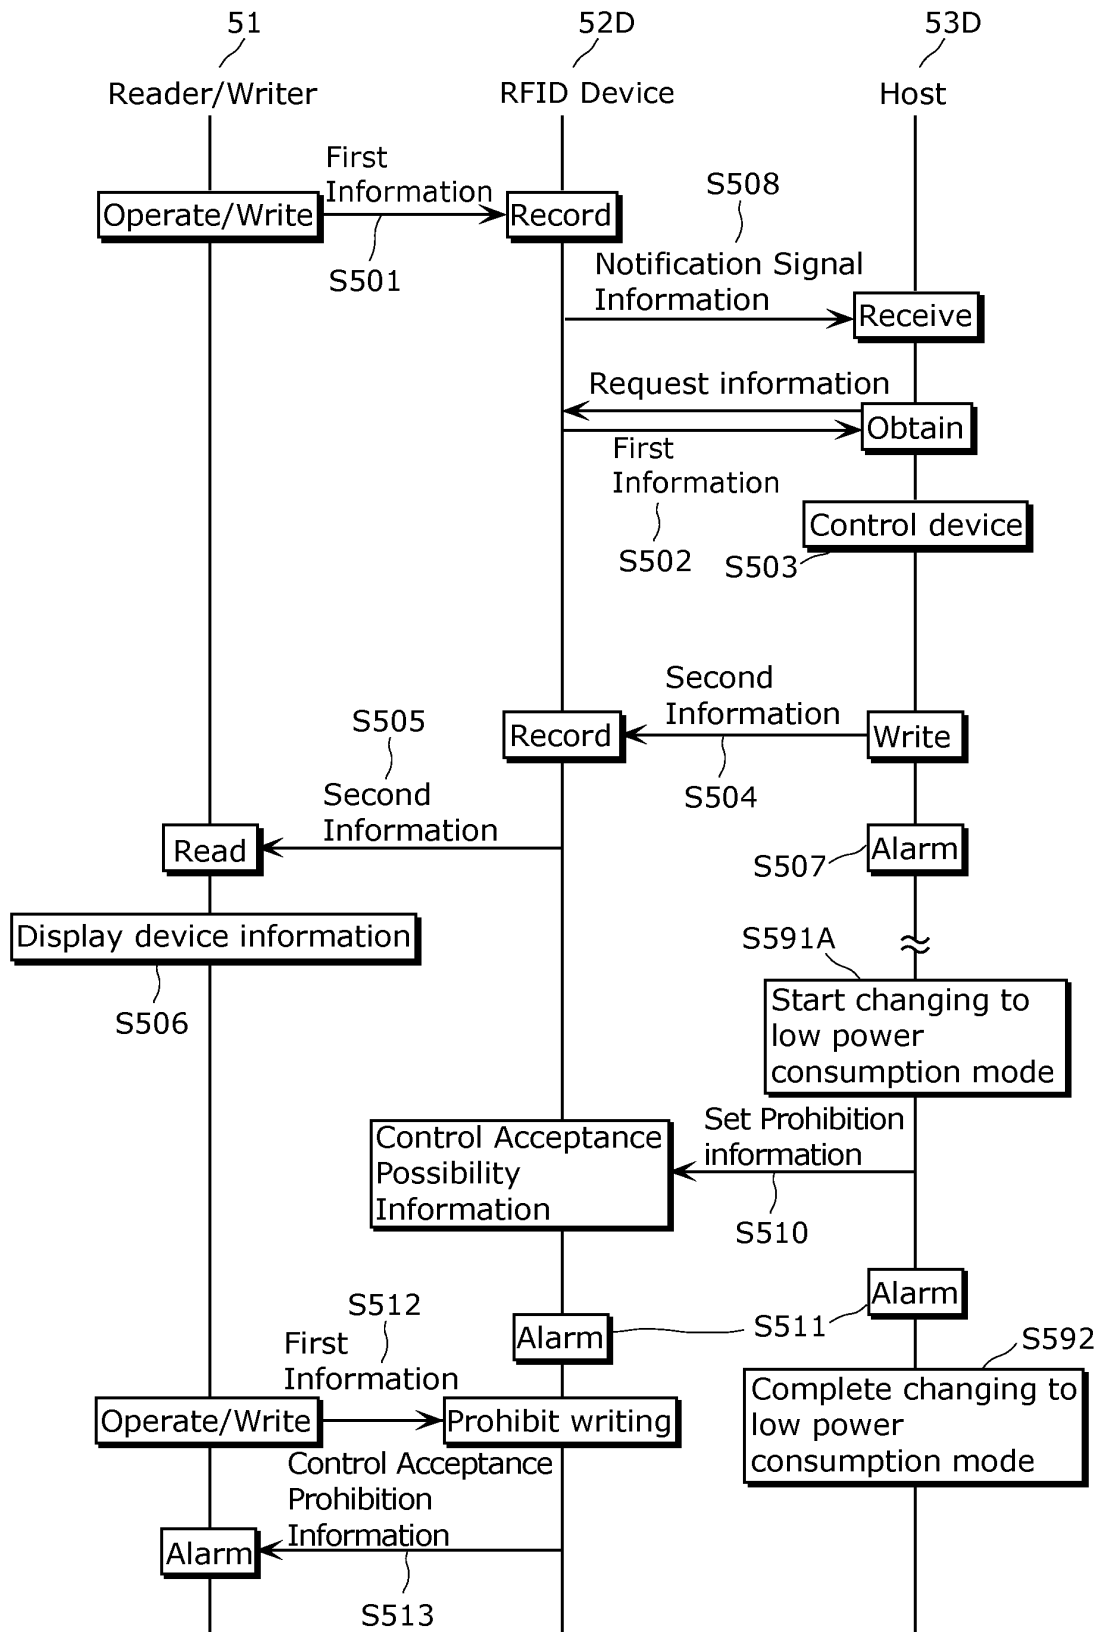 51
52D
53D
Reader/Writer
RFID Device
Host
First
Information
S508
Operate/Write
Record
S501
Notification Signal
Information
Receive
Request information
Obtain
First
Information
Control device
S502
S503
Second
Information
S505
Record
Write
Second
Information
S504
Read
Alarm
S507
Display device information
S591A
S506
Start changing to
low power
consumption mode
Set Prohibition
information
Control Acceptance
Possibility
Information
S510
S512
Alarm
First
Information
Alarm
S511
S592
Operate/Write
Prohibit writing
Complete changing to
low power
consumption mode
Control Acceptance
Prohibition
Information
Alarm
S513